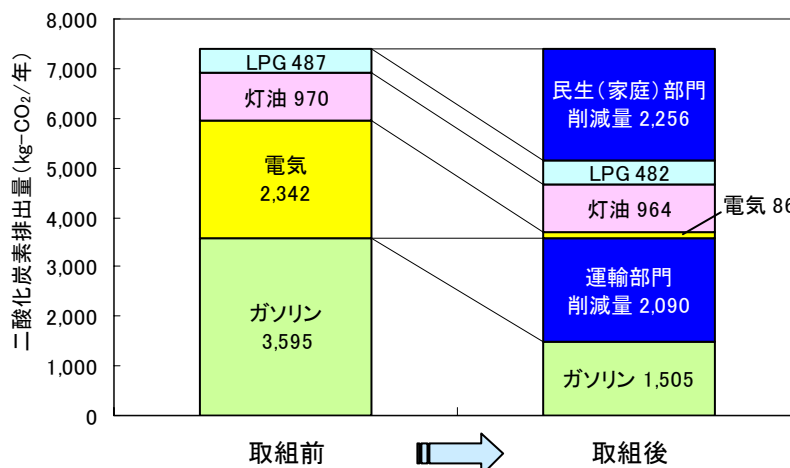 8,000
7,000
6,000
5,000
4,000
3,000
2,000
1,000
0
二酸化炭素排出量(kg-CO₂/年)
LPG 487
灯油 970
電気
2,342
ガソリン
3,595
民生(家庭)部門
削減量 2,256
LPG 482
灯油 964
電気 86
運輸部門
削減量 2,090
ガソリン 1,505
取組前
取組後